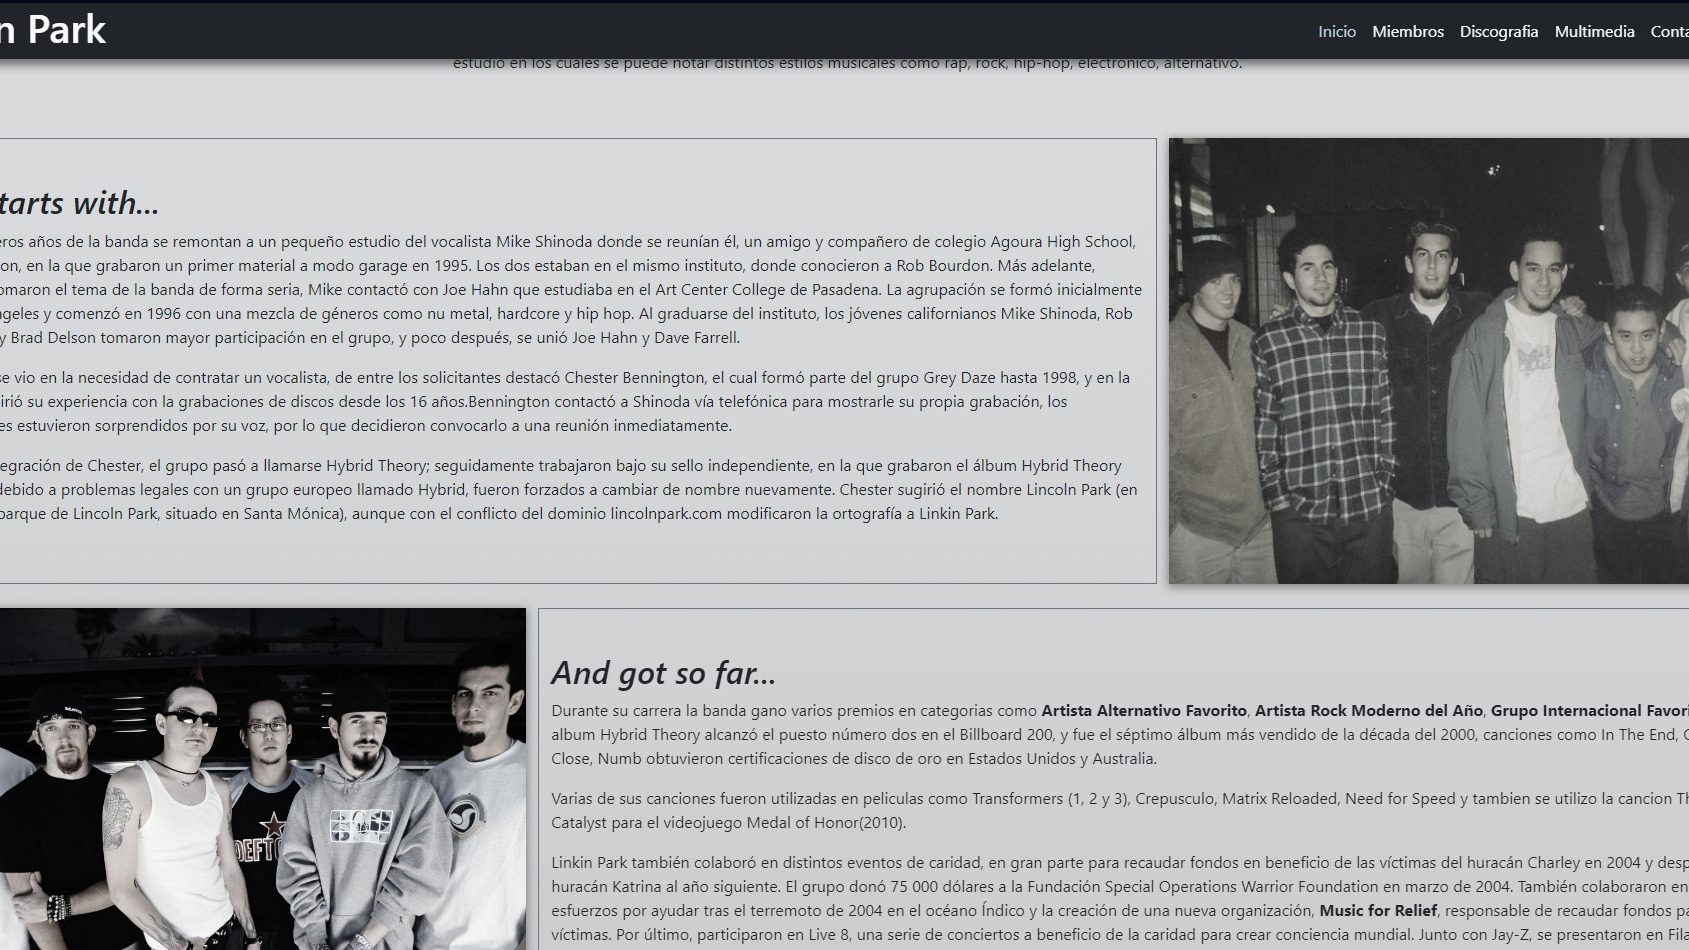 n Park
Inicio Miembros Discografia Multimedia
estudio en los cuales se puede notar distintos estilos musicales como rap, rock, hip-hop, electronico, alternativo.
tarts with...
eros años de la banda se remontan a un pequeño estudio del vocalista Mike Shinoda donde se reunían él, un amigo y compañero de colegio Agoura High School,
on, en la que grabaron un primer material a modo garage en 1995. Los dos estaban en el mismo instituto, donde conocieron a Rob Bourdon. Más adelante,
omaron el tema de la banda de forma seria, Mike contactó con Joe Hahn que estudiaba en el Art Center College de Pasadena. La agrupación se formó inicialmente
ngeles y comenzó en 1996 con una mezcla de géneros como nu metal, hardcore y hip hop. Al graduarse del instituto, los jóvenes californianos Mike Shinoda, Rob
y Brad Delson tomaron mayor participación en el grupo, y poco después, se unió Joe Hahn y Dave Farrell.
se vio en la necesidad de contratar un vocalista, de entre los solicitantes destacó Chester Bennington, el cual formó parte del grupo Grey Daze hasta 1998, y en la
irió su experiencia con la grabaciones de discos desde los 16 años.Bennington contactó a Shinoda vía telefónica para mostrarle su propia grabación, los
es estuvieron sorprendidos por su voz, por lo que decidieron convocarlo a una reunión inmediatamente.
egración de Chester, el grupo pasó a llamarse Hybrid Theory; seguidamente trabajaron bajo su sello independiente, en la que grabaron el álbum Hybrid Theory
debido a problemas legales con un grupo europeo llamado Hybrid, fueron forzados a cambiar de nombre nuevamente. Chester sugirió el nombre Lincoln Park (en
parque de Lincoln Park, situado en Santa Mónica), aunque con el conflicto del dominio lincolnpark.com modificaron la ortografía a Linkin Park.
And got so far...
Durante su carrera la banda gano varios premios en categorias como Artista Alternativo Favorito, Artista Rock Moderno del Año, Grupo Internacional Favori
album Hybrid Theory alcanzó el puesto número dos en el Billboard 200, y fue el séptimo álbum más vendido de la década del 2000, canciones como In The End,
Close, Numb obtuvieron certificaciones de disco de oro en Estados Unidos y Australia.
Varias de sus canciones fueron utilizadas en peliculas como Transformers (1, 2 y 3), Crepusculo, Matrix Reloaded, Need for Speed y tambien se utilizo la cancion Th
Catalyst para el videojuego Medal of Honor(2010).
Linkin Park también colaboró en distintos eventos de caridad, en gran parte para recaudar fondos en beneficio de las víctimas del huracán Charley en 2004 y desp
huracán Katrina al año siguiente. El grupo donó 75 000 dólares a la Fundación Special Operations Warrior Foundation en marzo de 2004. También colaboraron en
esfuerzos por ayudar tras el terremoto de 2004 en el océano Índico y la creación de una nueva organización, Music for Relief, responsable de recaudar fondos pa
víctimas. Por último, participaron en Live 8, una serie de conciertos a beneficio de la caridad para crear conciencia mundial. Junto con Jay-Z, se presentaron en Fila